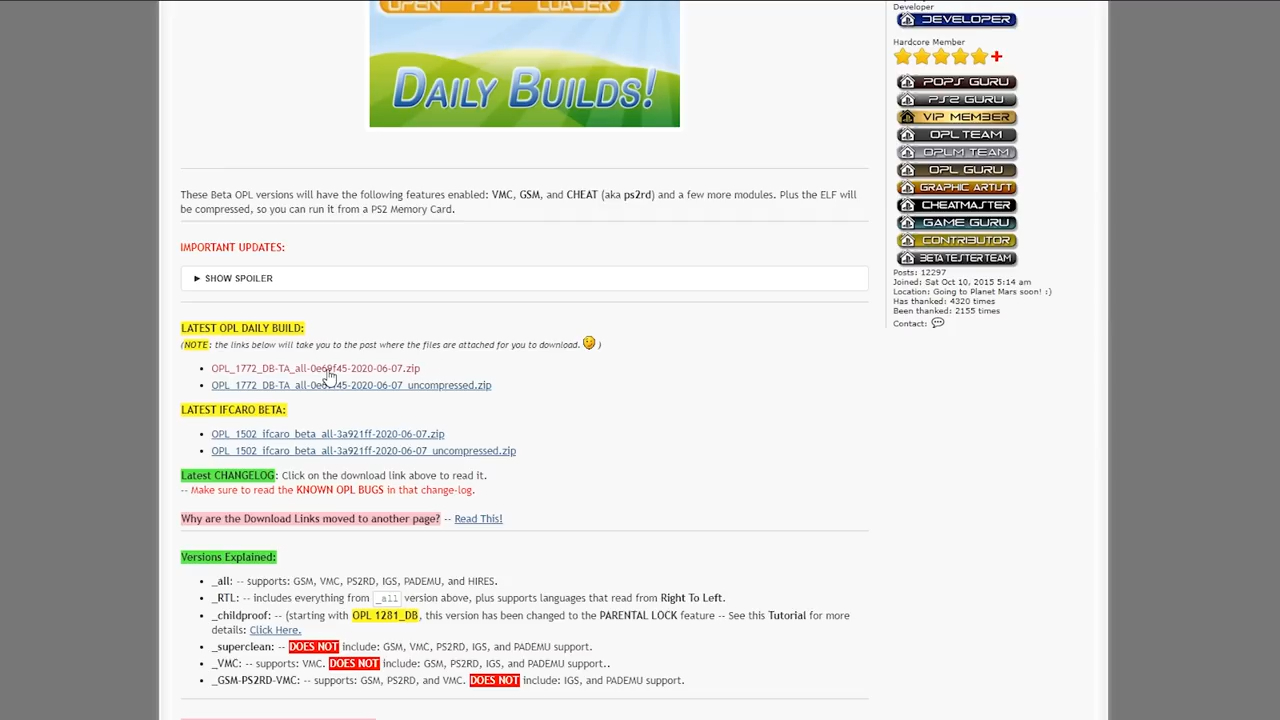 OPEN PS2 LOADER
DAILY BUILDS!
These Beta OPL versions will have the following features enabled: VMC, GSM, and CHEAT (aka ps2rd) and a few more modules. Plus the ELF will
be compressed, so you can run it from a PS2 Memory Card.
IMPORTANT UPDATES:
► SHOW SPOILER
LATEST OPL DAILY BUILD:
(NOTE: the links below will take you to the post where the files are attached for you to download. )
• OPL_1772_DB-TA_all-0e69f45-2020-06-07.zip
• OPL_1772_DB-TA_all-0e69f45-2020-06-07_uncompressed.zip
LATEST IFCARO BETA:
• OPL_1502_ifcaro_beta_all-3a921ff-2020-06-07.zip
• OPL_1502_ifcaro_beta_all-3a921ff-2020-06-07_uncompressed.zip
Latest CHANGELOG: Click on the download link above to read it.
-- Make sure to read the KNOWN OPL BUGS in that change-log.
Why are the Download Links moved to another page? -- Read This!
Versions Explained:
• _all: -- supports: GSM, VMC, PS2RD, IGS, PADEMU, and HIRES.
• _RTL: -- includes everything from _all version above, plus supports languages that read from Right To Left.
• _childproof: -- (starting with OPL 1281_DB, this version has been changed to the PARENTAL LOCK feature -- See this Tutorial for more
details: Click Here.
• _superclean: -- DOES NOT include: GSM, VMC, PS2RD, IGS, and PADEMU support.
• _VMC: -- supports: VMC. DOES NOT include: GSM, PS2RD, IGS, and PADEMU support..
• _GSM-PS2RD-VMC: -- supports: GSM, PS2RD, and VMC. DOES NOT include: IGS, and PADEMU support.
Developer
DEVELOPER
Hardcore Member
POPS GURU
PS2 GURU
VIP MEMBER
OPL TEAM
OPLM TEAM
OPL GURU
GRAPHIC ARTIST
CHEATMASTER
GAME GURU
CONTRIBUTOR
BETA TESTER TEAM
Posts: 12297
Joined: Sat Oct 10, 2015 5:14 am
Location: Going to Planet Mars soon! :)
Has thanked: 4320 times
Been thanked: 2155 times
Contact: